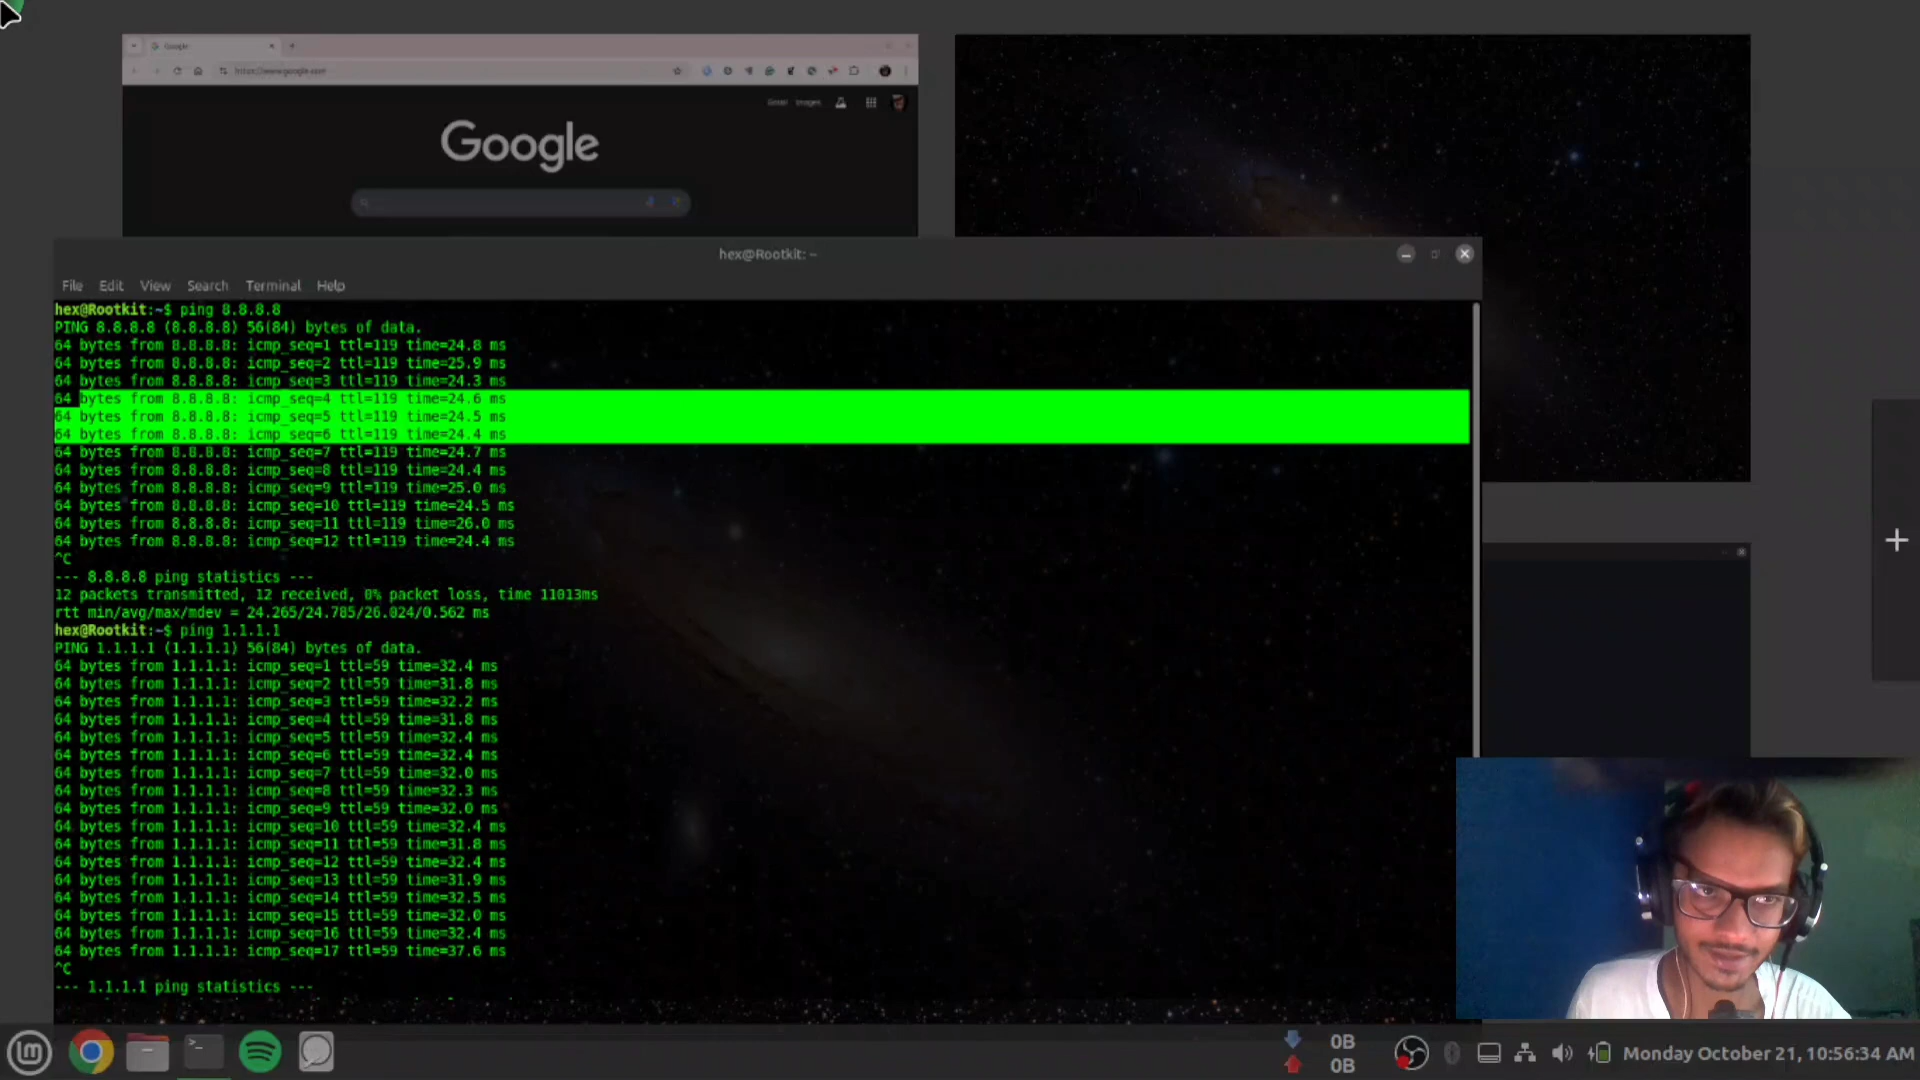 Google
https://www.google.com
Gmail Images
Google
hex@Rootkit: ~
File Edit View Search Terminal Help
hex@Rootkit:~$ ping 8.8.8.8
PING 8.8.8.8 (8.8.8.8) 56(84) bytes of data.
64 bytes from 8.8.8.8: icmp_seq=1 ttl=119 time=24.8 ms
64 bytes from 8.8.8.8: icmp_seq=2 ttl=119 time=25.9 ms
64 bytes from 8.8.8.8: icmp_seq=3 ttl=119 time=24.3 ms
64 bytes from 8.8.8.8: icmp_seq=4 ttl=119 time=24.6 ms
64 bytes from 8.8.8.8: icmp_seq=5 ttl=119 time=24.5 ms
64 bytes from 8.8.8.8: icmp_seq=6 ttl=119 time=24.4 ms
64 bytes from 8.8.8.8: icmp_seq=7 ttl=119 time=24.7 ms
64 bytes from 8.8.8.8: icmp_seq=8 ttl=119 time=24.4 ms
64 bytes from 8.8.8.8: icmp_seq=9 ttl=119 time=25.0 ms
64 bytes from 8.8.8.8: icmp_seq=10 ttl=119 time=24.5 ms
64 bytes from 8.8.8.8: icmp_seq=11 ttl=119 time=26.0 ms
64 bytes from 8.8.8.8: icmp_seq=12 ttl=119 time=24.4 ms
^C
--- 8.8.8.8 ping statistics ---
12 packets transmitted, 12 received, 0% packet loss, time 11013ms
rtt min/avg/max/mdev = 24.265/24.785/26.024/0.562 ms
hex@Rootkit:~$ ping 1.1.1.1
PING 1.1.1.1 (1.1.1.1) 56(84) bytes of data.
64 bytes from 1.1.1.1: icmp_seq=1 ttl=59 time=32.4 ms
64 bytes from 1.1.1.1: icmp_seq=2 ttl=59 time=31.8 ms
64 bytes from 1.1.1.1: icmp_seq=3 ttl=59 time=32.2 ms
64 bytes from 1.1.1.1: icmp_seq=4 ttl=59 time=31.8 ms
64 bytes from 1.1.1.1: icmp_seq=5 ttl=59 time=32.4 ms
64 bytes from 1.1.1.1: icmp_seq=6 ttl=59 time=32.4 ms
64 bytes from 1.1.1.1: icmp_seq=7 ttl=59 time=32.0 ms
64 bytes from 1.1.1.1: icmp_seq=8 ttl=59 time=32.3 ms
64 bytes from 1.1.1.1: icmp_seq=9 ttl=59 time=32.0 ms
64 bytes from 1.1.1.1: icmp_seq=10 ttl=59 time=32.4 ms
64 bytes from 1.1.1.1: icmp_seq=11 ttl=59 time=31.8 ms
64 bytes from 1.1.1.1: icmp_seq=12 ttl=59 time=32.4 ms
64 bytes from 1.1.1.1: icmp_seq=13 ttl=59 time=31.9 ms
64 bytes from 1.1.1.1: icmp_seq=14 ttl=59 time=32.5 ms
64 bytes from 1.1.1.1: icmp_seq=15 ttl=59 time=32.0 ms
64 bytes from 1.1.1.1: icmp_seq=16 ttl=59 time=32.4 ms
64 bytes from 1.1.1.1: icmp_seq=17 ttl=59 time=37.6 ms
^C
--- 1.1.1.1 ping statistics ---
0B
0B
Monday October 21, 10:56:34 AM